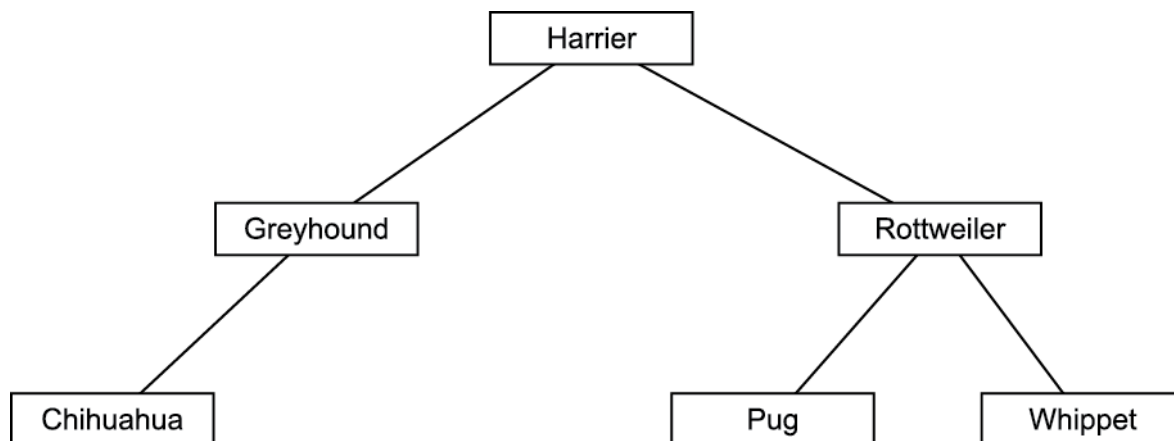 Harrier
Greyhound
Rottweiler
Chihuahua
Pug
Whippet